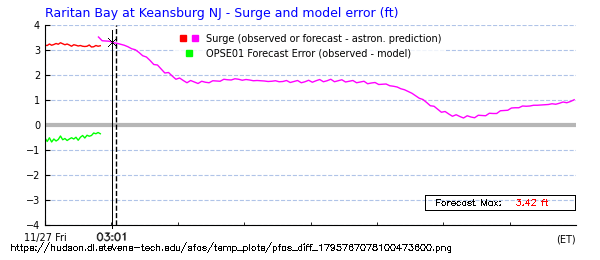 Raritan Bay at Keansburg NJ - Surge and model error (ft)
4
Surge (observed or forecast - astron. prediction)
OPSE01 Forecast Error (observed - model)
3
2
1
0
−1
−2
−3
Forecast Max: 3.42 ft
−4
11/27 Fri 03:01 (ET)
https://hudson.dl.stevens-tech.edu/sfas/temp_plots/pfas_diff_1795767078100473600.png